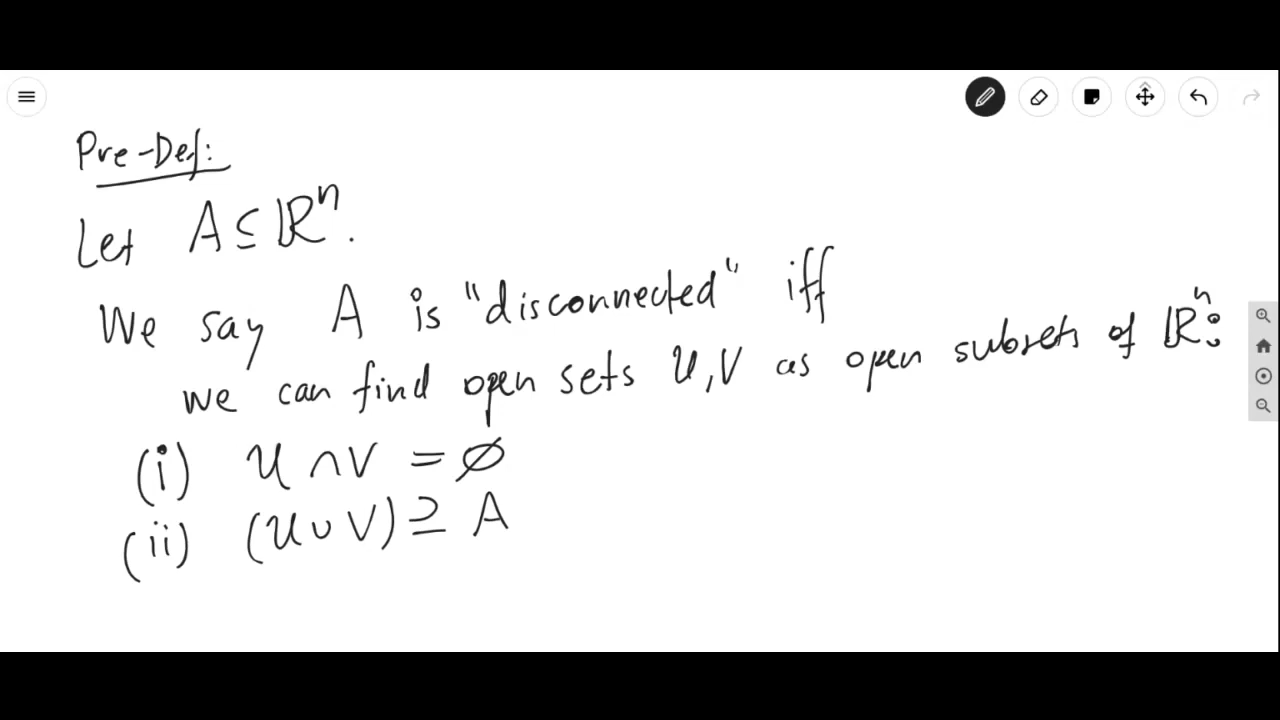 Pre-Def:
Let A ⊆ ℝⁿ.
We say A is "disconnected" iff
we can find open sets U, V as open subsets of ℝⁿ:
(i) U ∩ V = ∅
(ii) (U ∪ V) ⊇ A